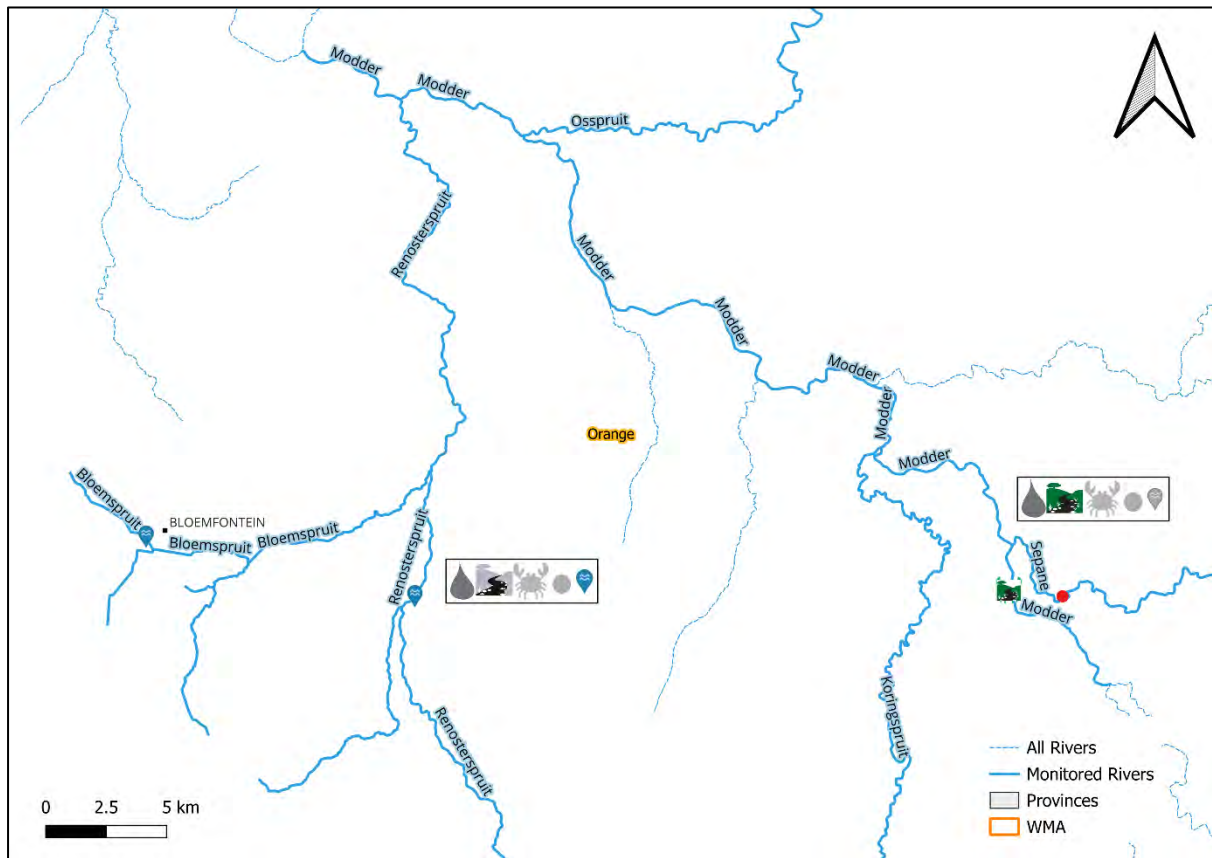 Modder
Modder
Osspruit
Renosterspruit
Modder
Modder
Modder
Modder
Orange
Modder
Bloemspruit
BLOEMFONTEIN
Bloemspruit
Bloemspruit
Renosterspruit
Sepane
Modder
Koringspruit
Renosterspruit
All Rivers
Monitored Rivers
Provinces
WMA
0 2.5 5 km